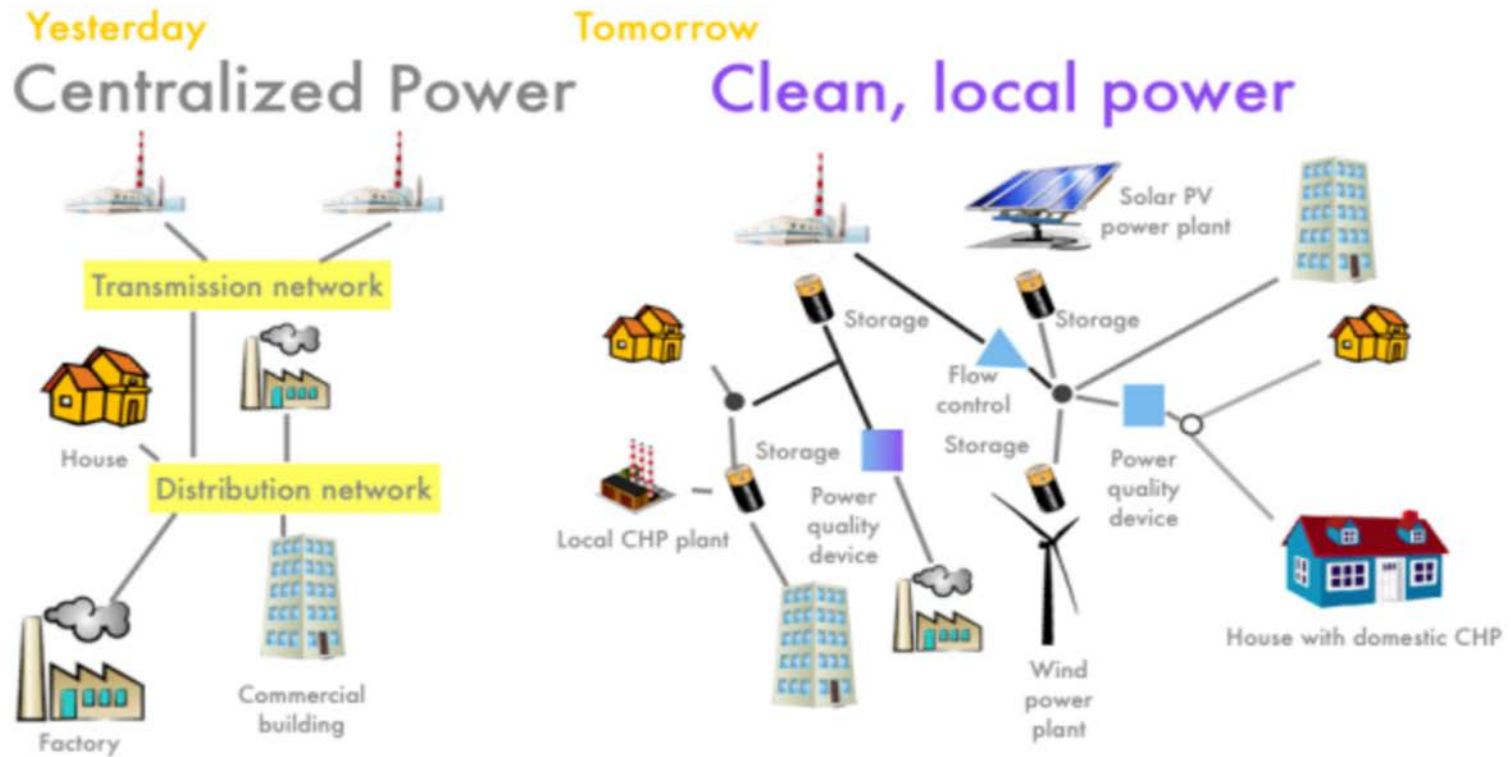 Yesterday
Centralized Power
Transmission network
House
Distribution network
Commercial
building
Factory
Tomorrow
Clean, local power
Solar PV
power plant
Storage
Storage
Flow
control
Storage
Storage
Power
quality
device
Power
quality
device
Local CHP plant
House with domestic CHP
Wind
power
plant